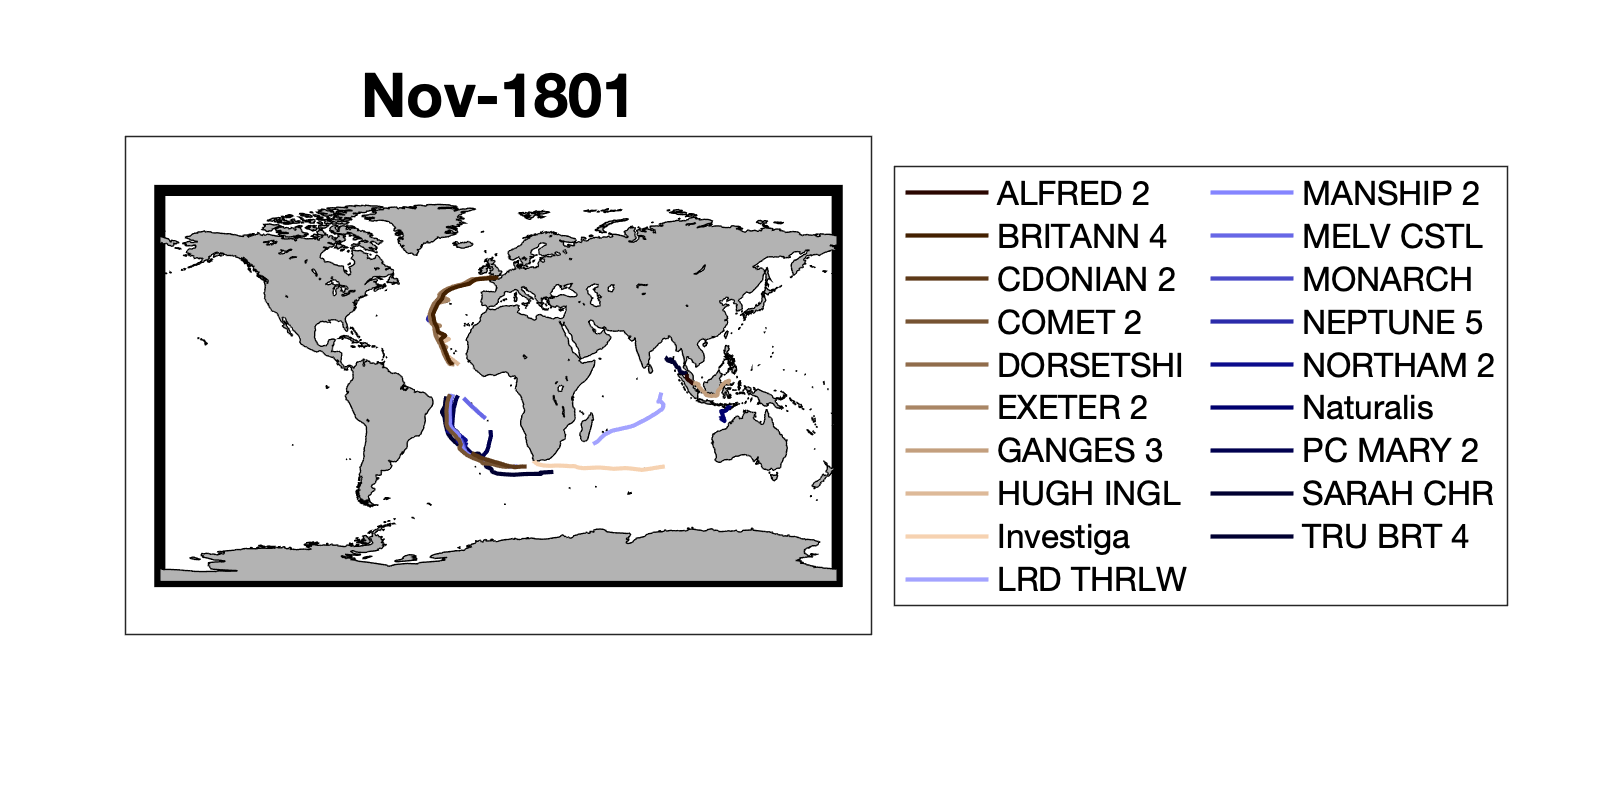 Nov-1801
ALFRED 2
BRITANN 4
CDONIAN 2
COMET 2
DORSETSHI
EXETER 2
GANGES 3
HUGH INGL
Investiga
LRD THRLW
MANSHIP 2
MELV CSTL
MONARCH
NEPTUNE 5
NORTHAM 2
Naturalis
PC MARY 2
SARAH CHR
TRU BRT 4